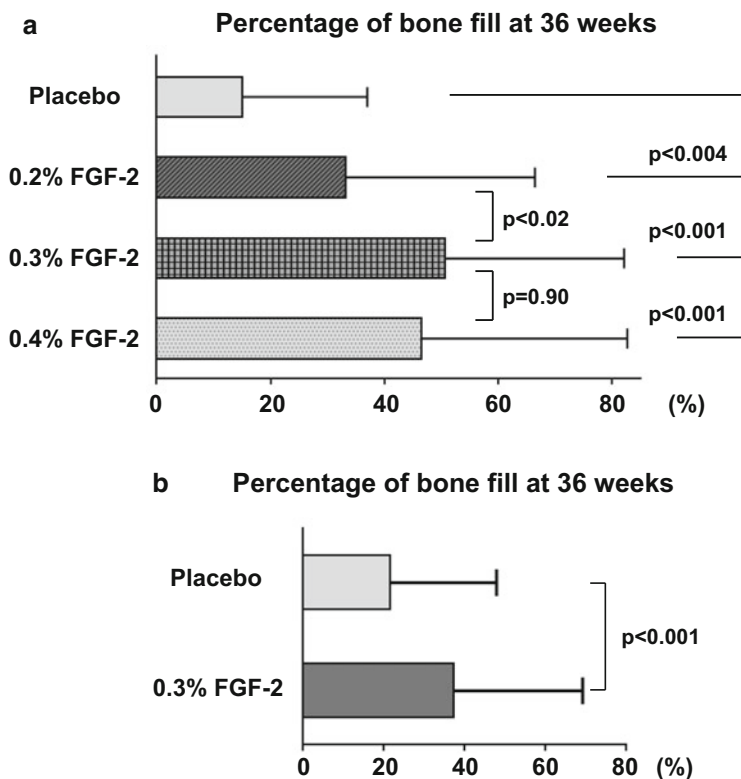 a
Percentage of bone fill at 36 weeks
Placebo
0.2% FGF-2
p<0.004
p<0.02
0.3% FGF-2
p<0.001
p=0.90
0.4% FGF-2
p<0.001
0 20 40 60 80 (%)
b
Percentage of bone fill at 36 weeks
Placebo
p<0.001
0.3% FGF-2
0 20 40 60 80 (%)